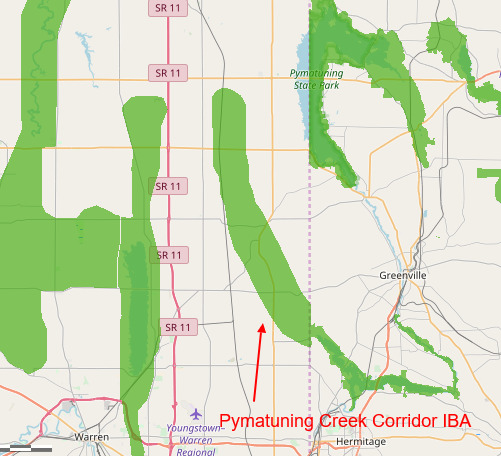 SR 11
SR 11
Pymatuning
State Park
SR 11
SR 11
Greenville
SR 11
Pymatuning Creek Corridor IBA
Youngstown–
Warren
Regional
Warren
Hermitage